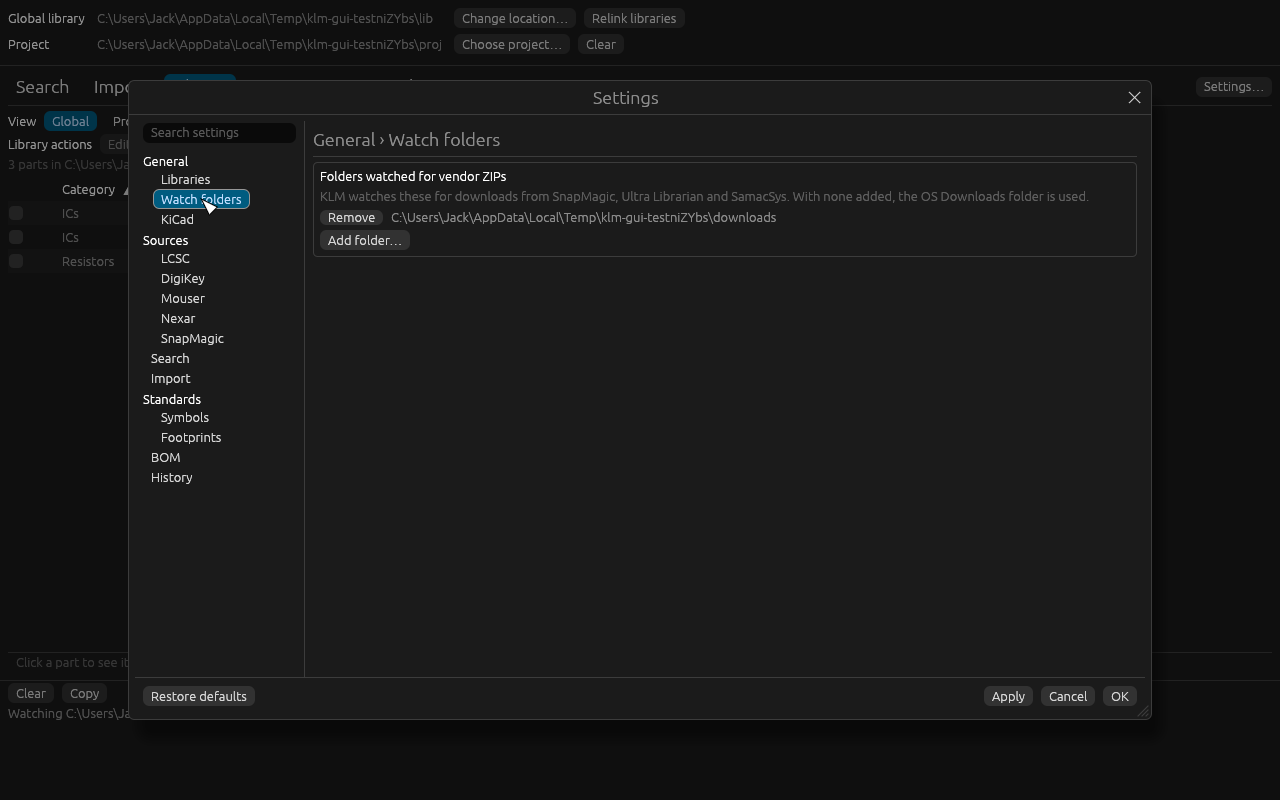 Global library C:\Users\Jack\AppData\Local\Temp\klm-gui-testniZYbs\lib Change location... Relink libraries
Project C:\Users\Jack\AppData\Local\Temp\klm-gui-testniZYbs\proj Choose project... Clear
Search Settings...
Settings
View Global
Search settings
General › Watch folders
Library actions
General
3 parts in C:\Users\Ja
Folders watched for vendor ZIPs
Libraries
Category
KLM watches these for downloads from SnapMagic, Ultra Librarian and SamacSys. With none added, the OS Downloads folder is used.
Watch folders
ICs
Remove C:\Users\Jack\AppData\Local\Temp\klm-gui-testniZYbs\downloads
KiCad
ICs
Add folder...
Sources
LCSC
Resistors
DigiKey
Mouser
Nexar
SnapMagic
Search
Import
Standards
Symbols
Footprints
BOM
History
Click a part to see it
Clear Copy
Restore defaults Apply Cancel OK
Watching C:\Users\Ja